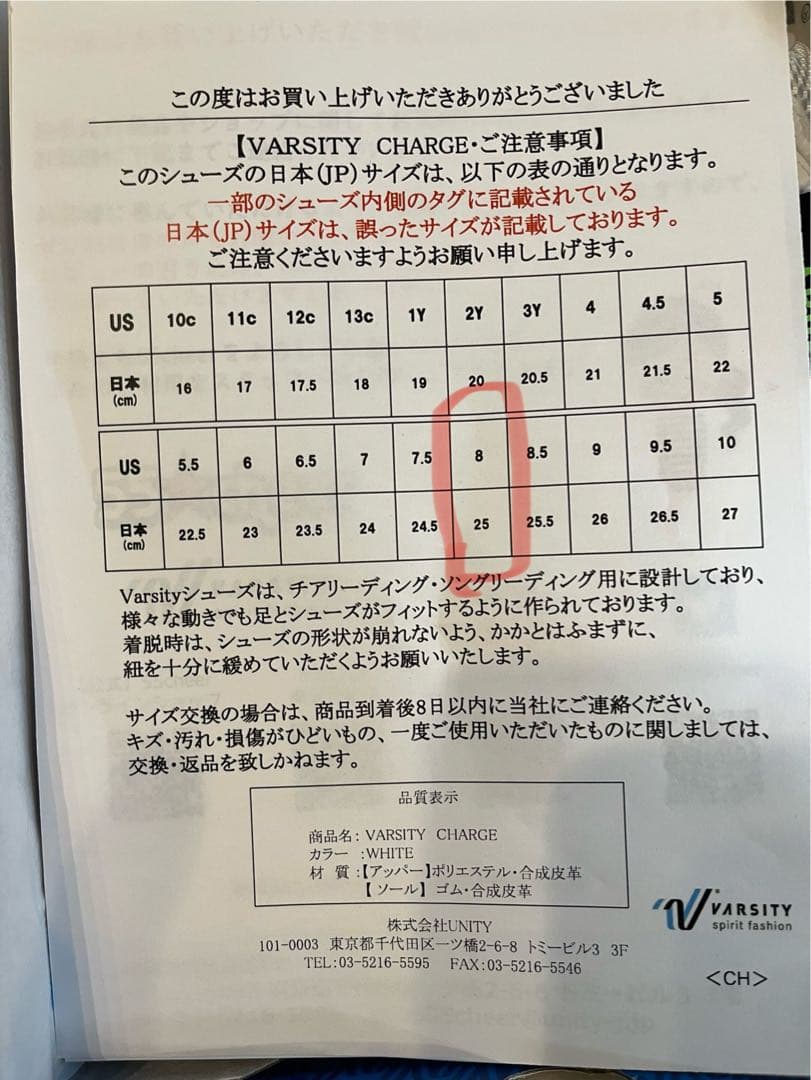 この度はお買い上げいただきありがとうございました
【VARSITY CHARGE・ご注意事項】
このシューズの日本(JP)サイズは、以下の表の通りとなります。
一部のシューズ内側のタグに記載されている
日本(JP)サイズは、誤ったサイズが記載しております。
ご注意くださいますようお願い申し上げます。
US 10c 11c 12c 13c 1Y 2Y 3Y 4 4.5 5
日本(cm) 16 17 17.5 18 19 20 20.5 21 21.5 22
US 5.5 6 6.5 7 7.5 8 8.5 9 9.5 10
日本(cm) 22.5 23 23.5 24 24.5 25 25.5 26 26.5 27
Varsityシューズは、チアリーディング・ソングリーディング用に設計しており、
様々な動きでも足とシューズがフィットするように作られております。
着脱時は、シューズの形状が崩れないよう、かかとはふまずに、
紐を十分に緩めていただくようお願いいたします。
サイズ交換の場合は、商品到着後8日以内に当社にご連絡ください。
キズ・汚れ・損傷がひどいもの、一度ご使用いただいたものに関しましては、
交換・返品を致しかねます。
品質表示
商品名: VARSITY CHARGE
カラー :WHITE
材 質 :【アッパー】ポリエステル・合成皮革
【 ソール】 ゴム・合成皮革
株式会社UNITY
101-0003 東京都千代田区一ツ橋2-6-8 トミービル3 3F
TEL:03-5216-5595 FAX:03-5216-5546
VARSITY
spirit fashion
<CH>